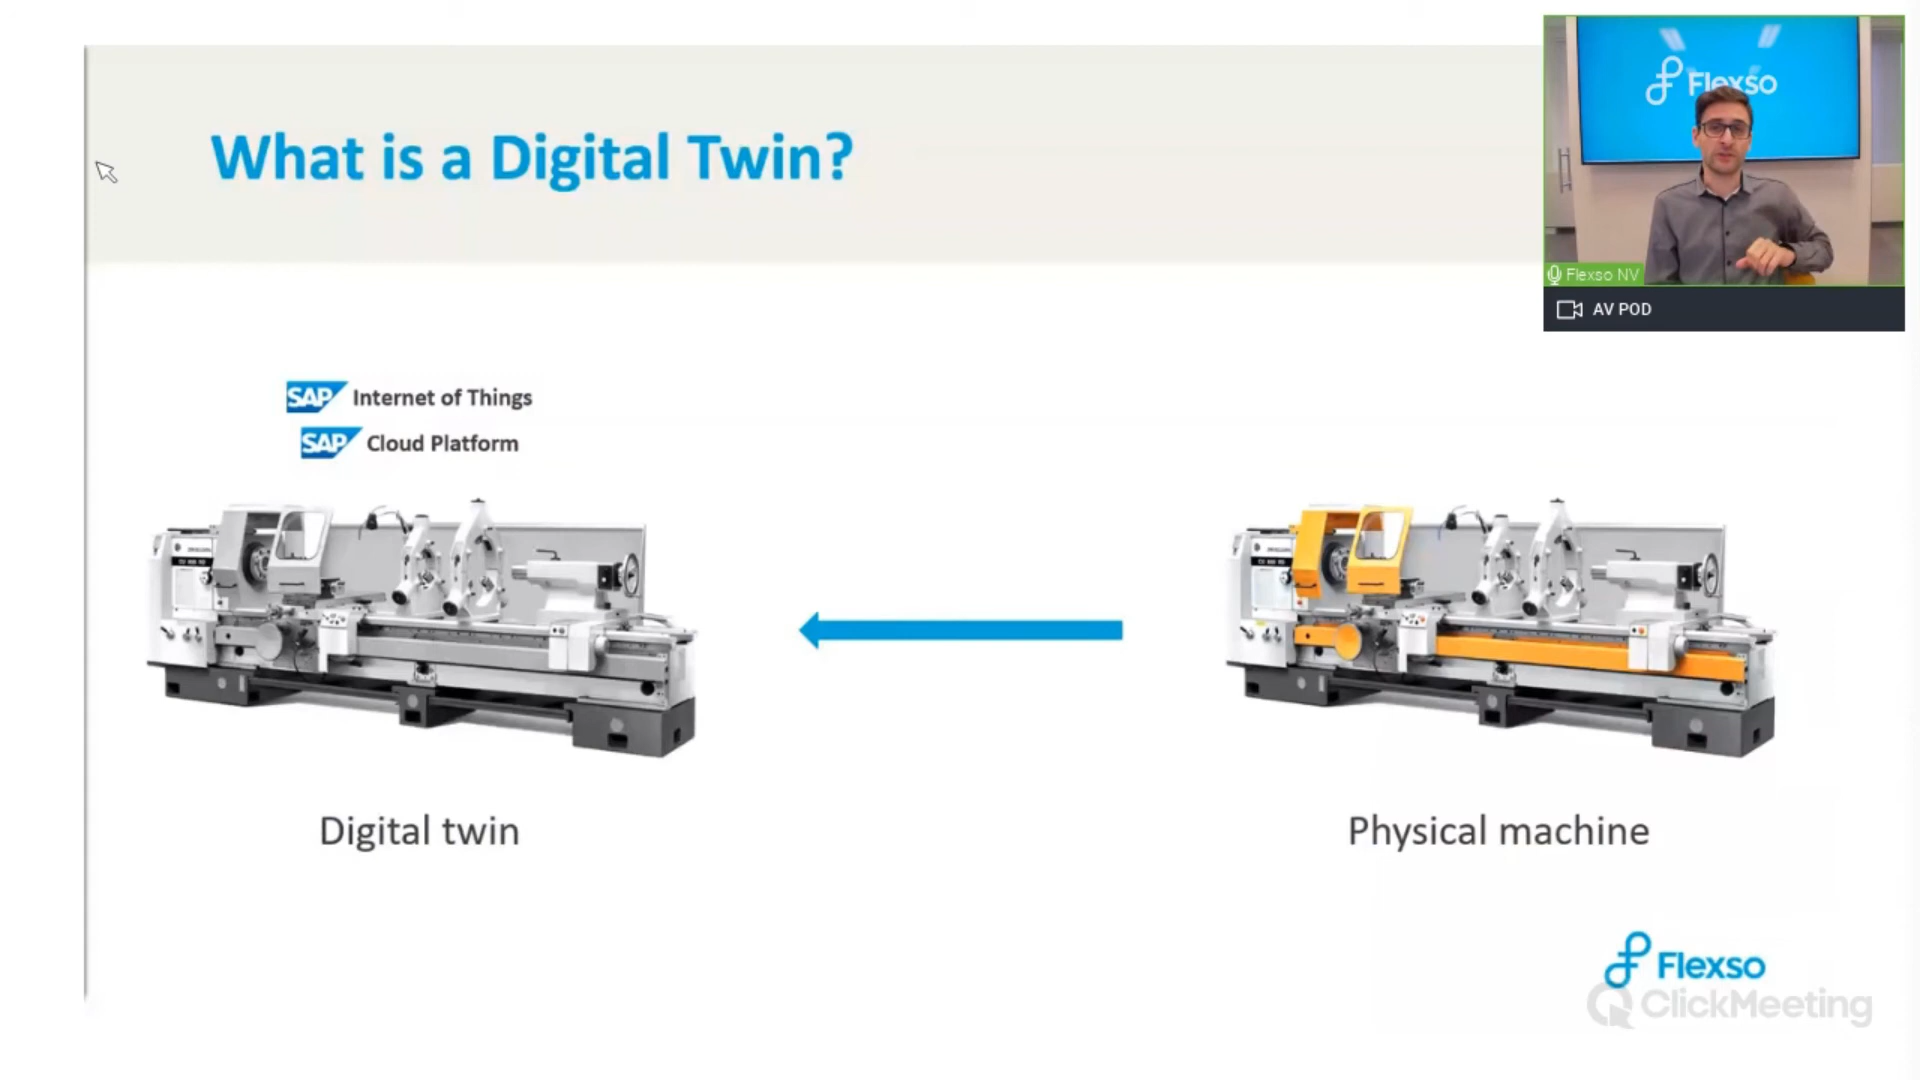 What is a Digital Twin?
Flexso
Flexso NV
AV POD
SAP Internet of Things
SAP Cloud Platform
Digital twin
Physical machine
Flexso
ClickMeeting